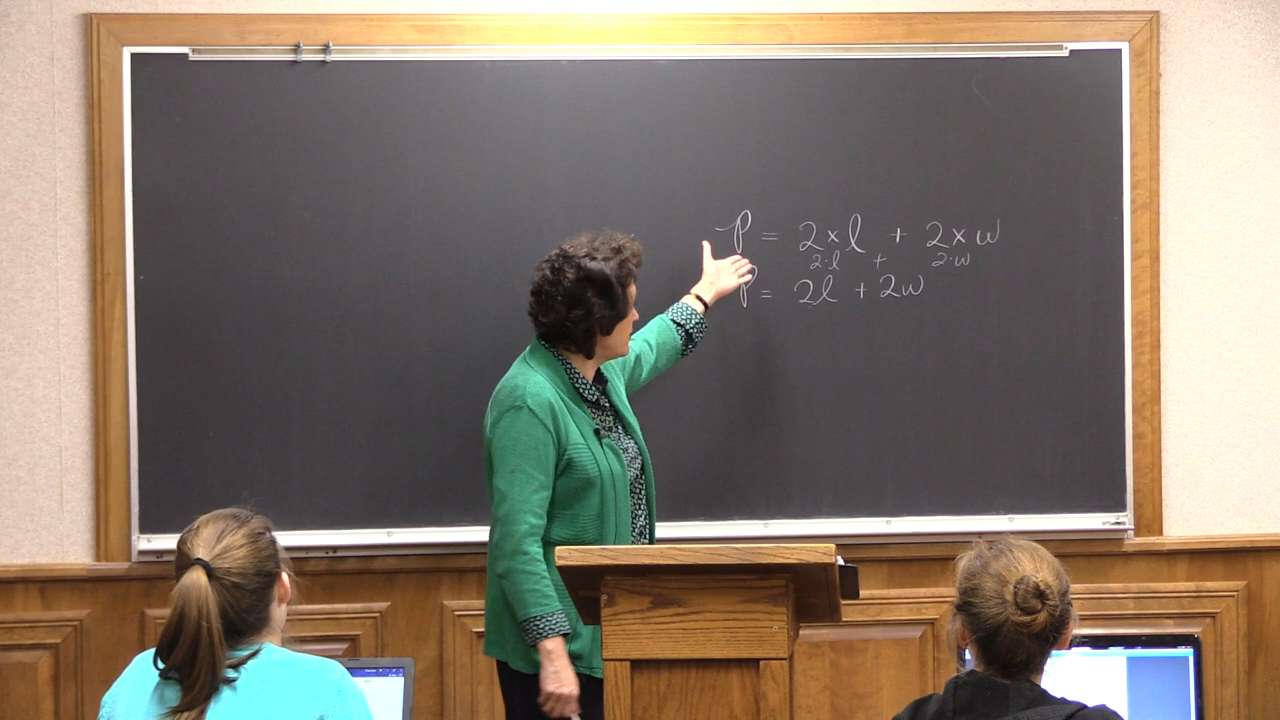 P = 2 x l + 2 x w
2·l + 2·w
P = 2l + 2w